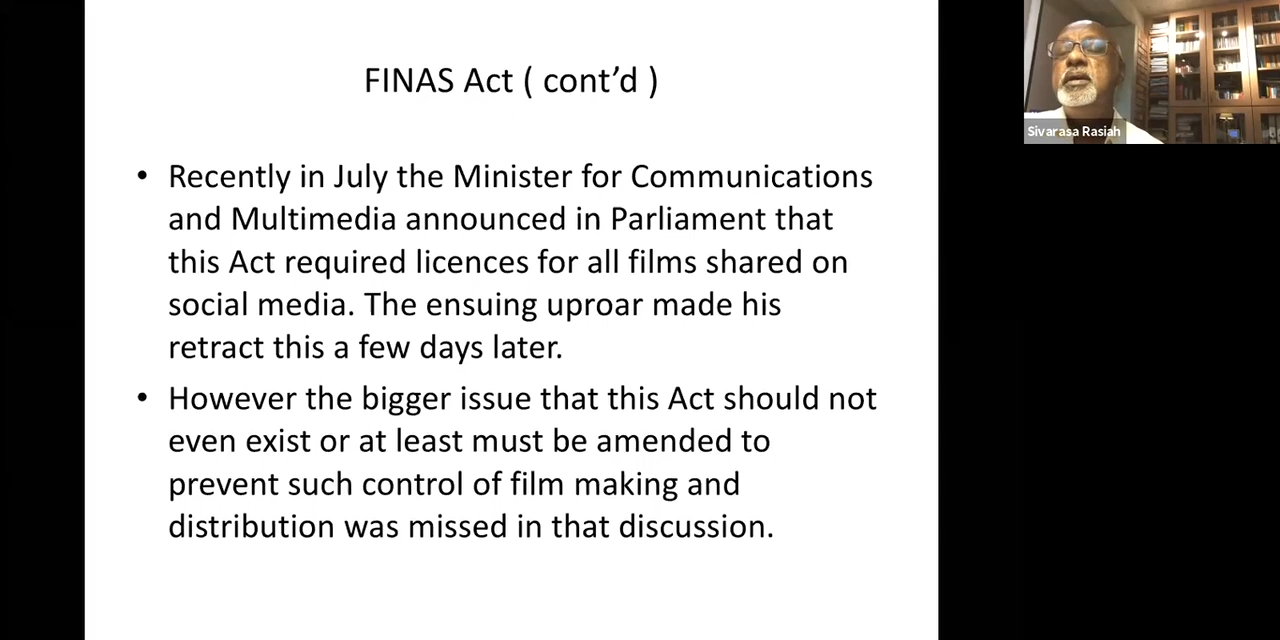 FINAS Act ( cont’d )
• Recently in July the Minister for Communications
and Multimedia announced in Parliament that
this Act required licences for all films shared on
social media. The ensuing uproar made his
retract this a few days later.
• However the bigger issue that this Act should not
even exist or at least must be amended to
prevent such control of film making and
distribution was missed in that discussion.
Sivarasa Rasiah